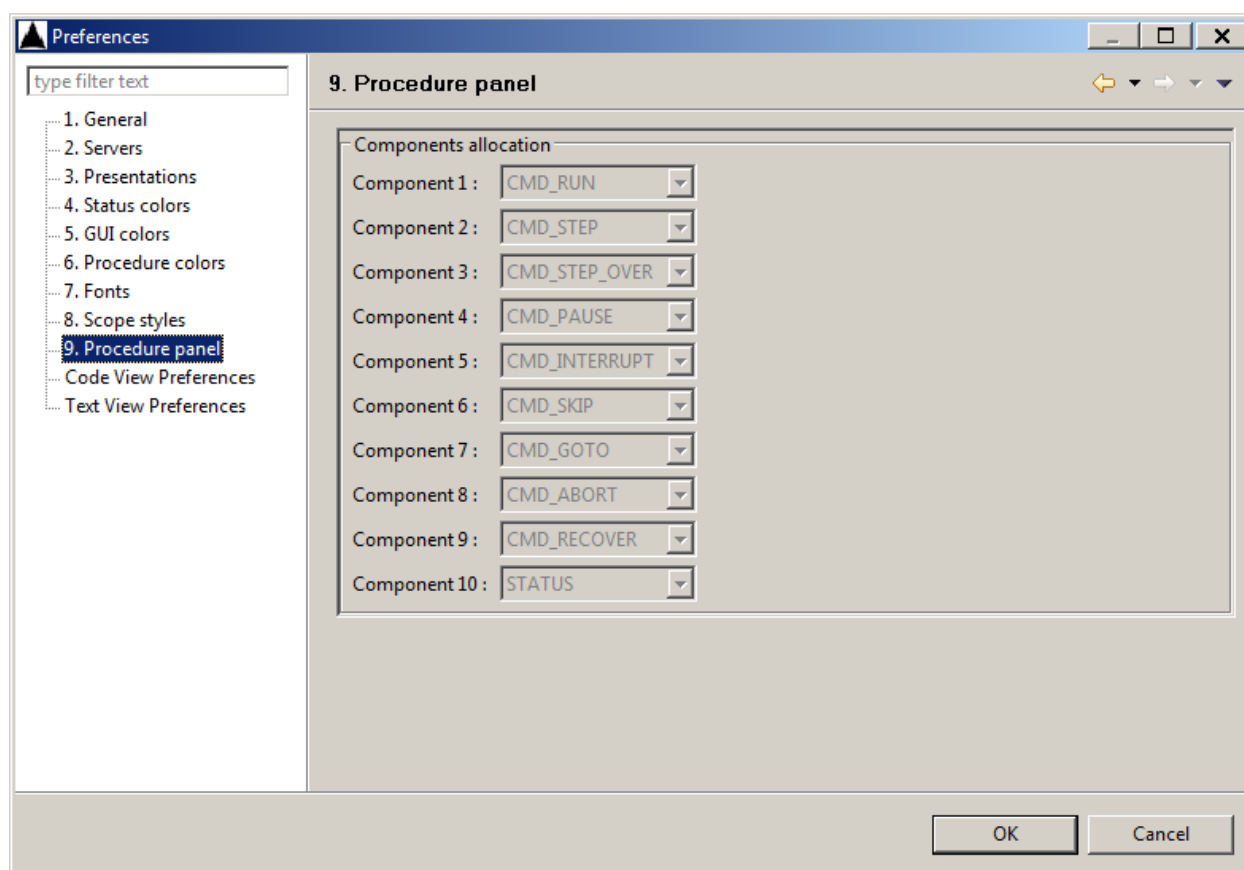 Preferences
type filter text
1. General
2. Servers
3. Presentations
4. Status colors
5. GUI colors
6. Procedure colors
7. Fonts
8. Scope styles
9. Procedure panel
Code View Preferences
Text View Preferences
9. Procedure panel
Components allocation
Component 1 : CMD_RUN
Component 2 : CMD_STEP
Component 3 : CMD_STEP_OVER
Component 4 : CMD_PAUSE
Component 5 : CMD_INTERRUPT
Component 6 : CMD_SKIP
Component 7 : CMD_GOTO
Component 8 : CMD_ABORT
Component 9 : CMD_RECOVER
Component 10 : STATUS
OK Cancel